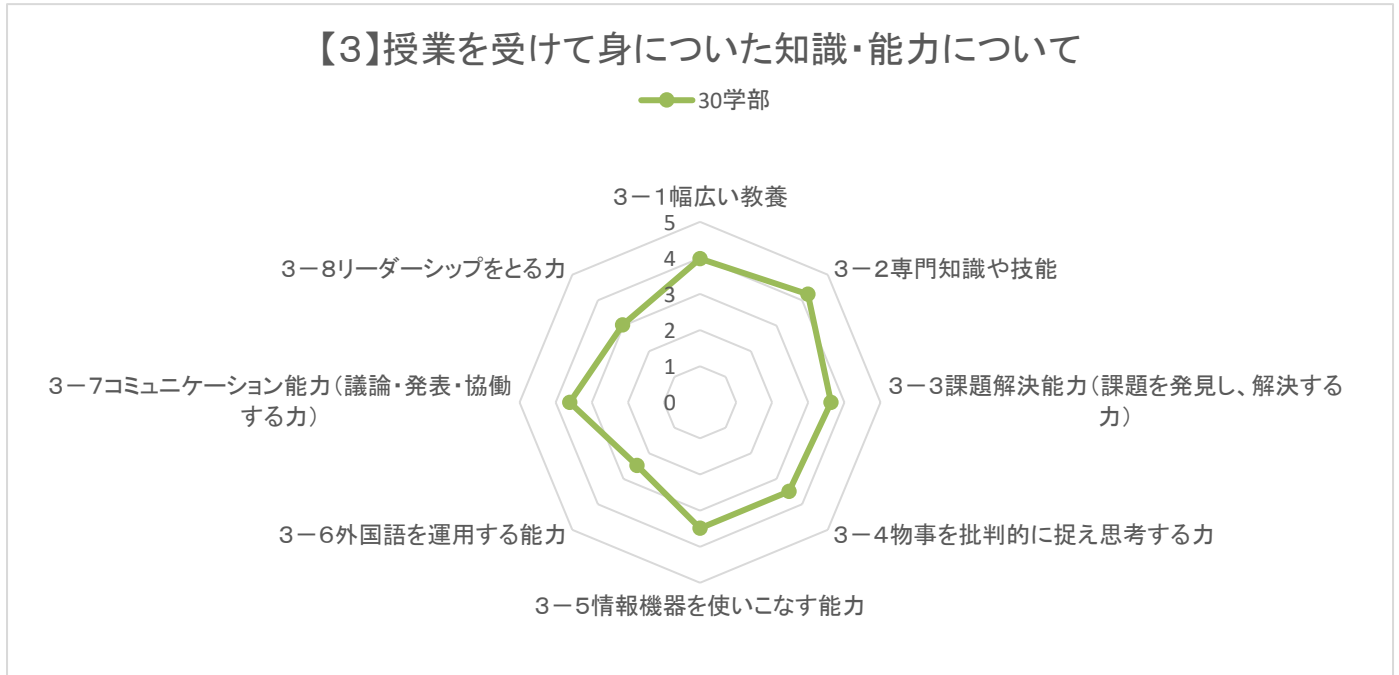 【3】授業を受けて身についた知識・能力について
30学部
3－1幅広い教養
5
4
3
2
1
0
3－2専門知識や技能
3－3課題解決能力（課題を発見し、解決する
力）
3－4物事を批判的に捉え思考する力
3－5情報機器を使いこなす能力
3－6外国語を運用する能力
3－7コミュニケーション能力（議論・発表・協働
する力）
3－8リーダーシップをとる力